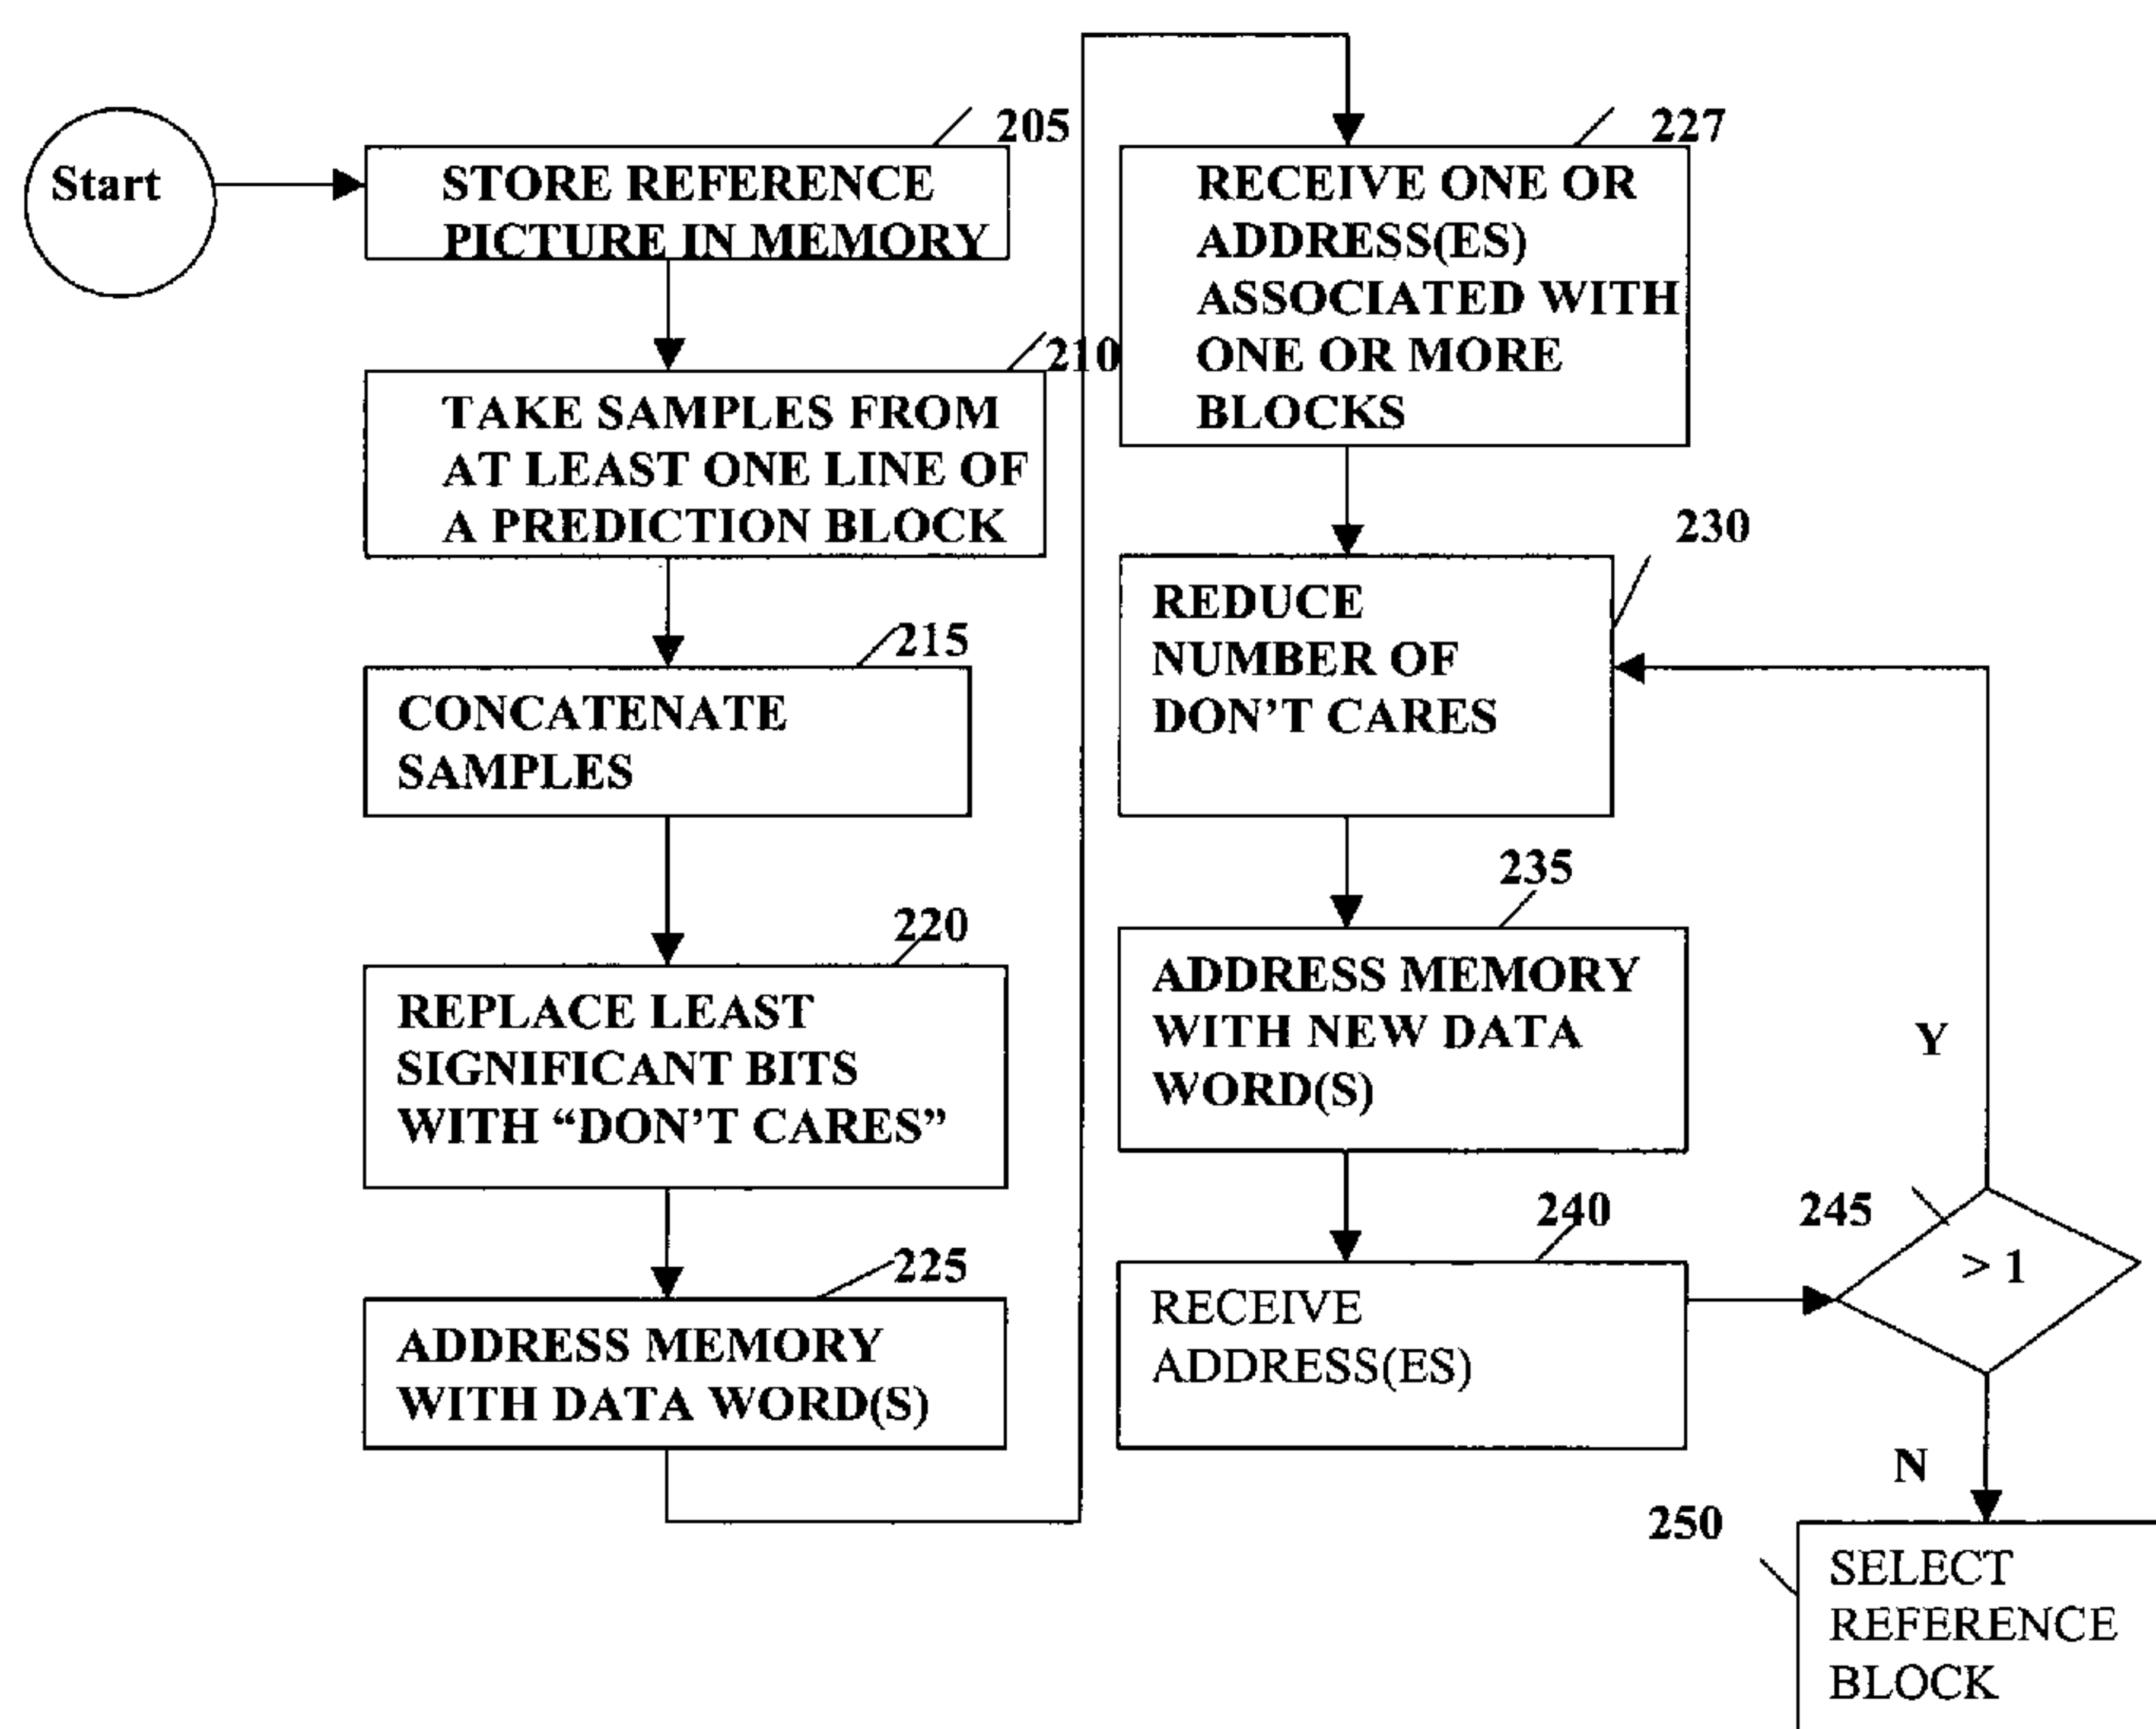 Start
205
STORE REFERENCE
PICTURE IN MEMORY
210
TAKE SAMPLES FROM
AT LEAST ONE LINE OF
A PREDICTION BLOCK
215
CONCATENATE
SAMPLES
220
REPLACE LEAST
SIGNIFICANT BITS
WITH “DON’T CARES”
225
ADDRESS MEMORY
WITH DATA WORD(S)
227
RECEIVE ONE OR
ADDRESS(ES)
ASSOCIATED WITH
ONE OR MORE
BLOCKS
230
REDUCE
NUMBER OF
DON’T CARES
235
ADDRESS MEMORY
WITH NEW DATA
WORD(S)
240
RECEIVE
ADDRESS(ES)
245
> 1
Y
N
250
SELECT
REFERENCE
BLOCK